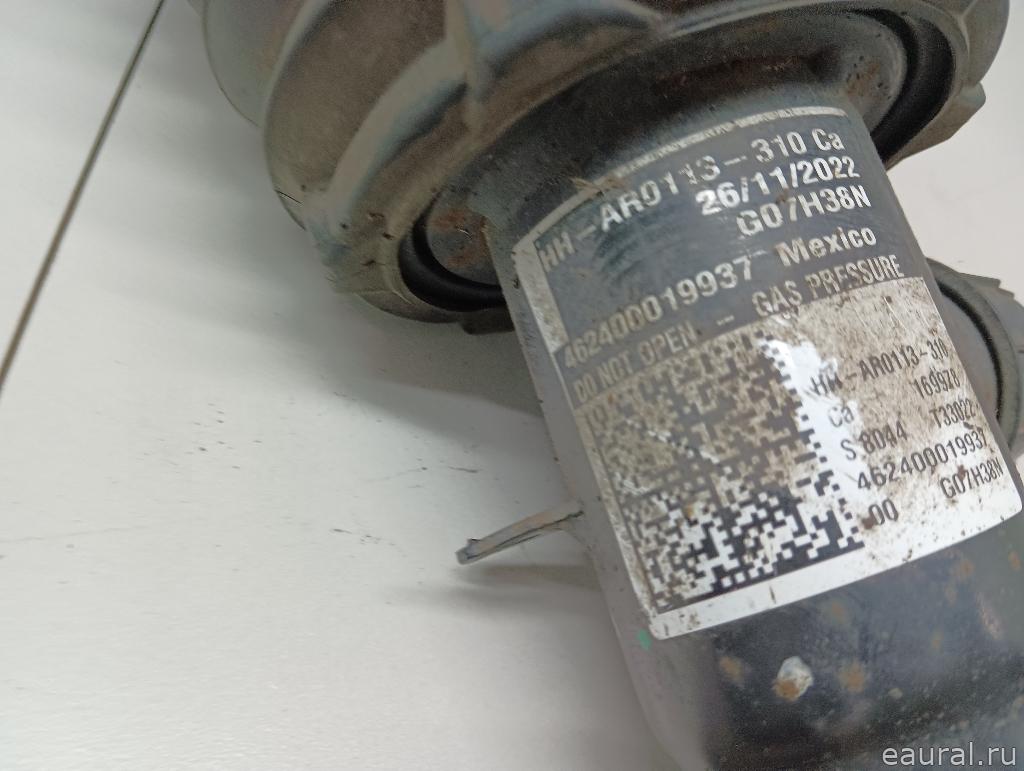 HH-AR0113-310 Ca
26/11/2022
G07H38N
462400019937 Mexico
DO NOT OPEN - GAS PRESSURE
HH-AR0113-310
Ca
S 8044
462400019937
00 G07H38N
eaural.ru